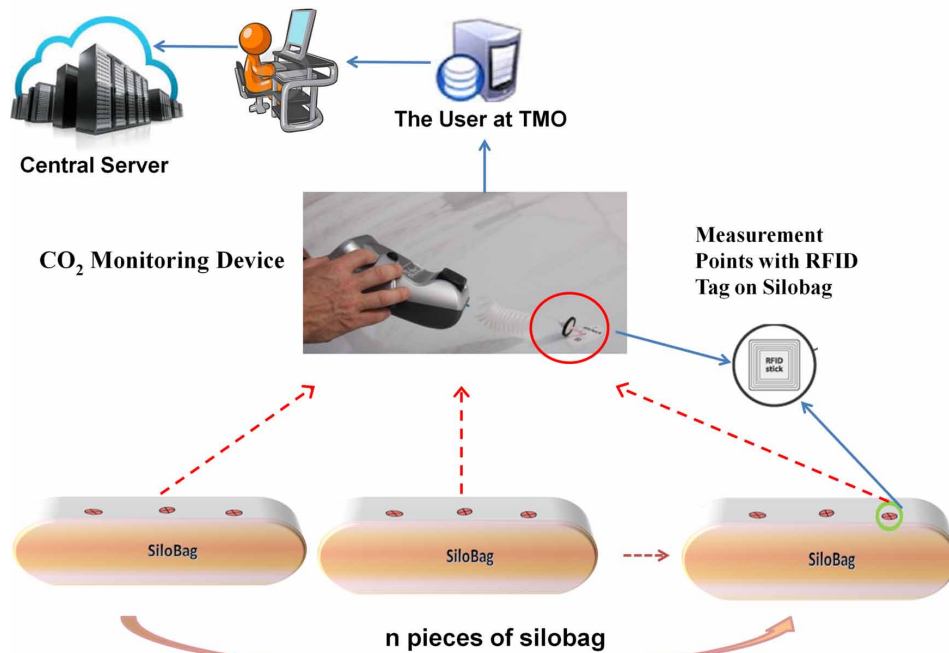 The User at TMO
Central Server
CO₂ Monitoring Device
Measurement
Points with RFID
Tag on Silobag
RFID
stick
SiloBag
SiloBag
SiloBag
n pieces of silobag